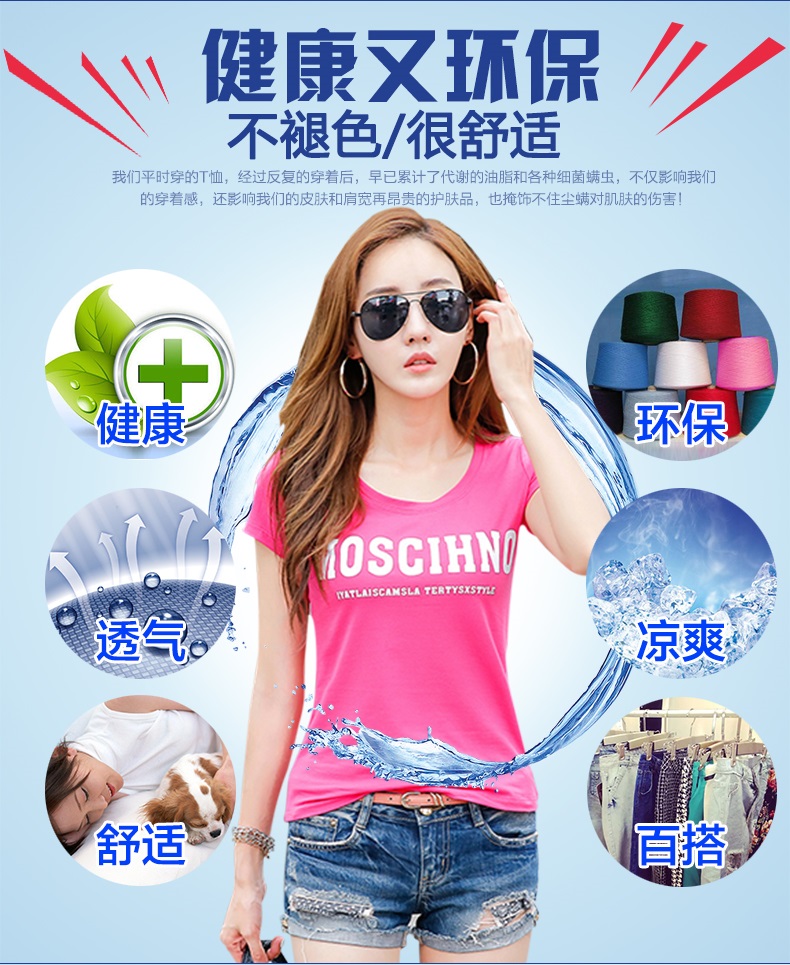 健康又环保
不褪色/很舒适
我们平时穿的T恤，经过反复的穿着后，早已累计了代谢的油脂和各种细菌螨虫，不仅影响我们
的穿着感，还影响我们的皮肤和肩宽再昂贵的护肤品，也掩饰不住尘螨对肌肤的伤害！
健康
环保
MOSCIHNO
IYATLAISCAMSLA TERTYSXSTYLE
透气
凉爽
舒适
百搭